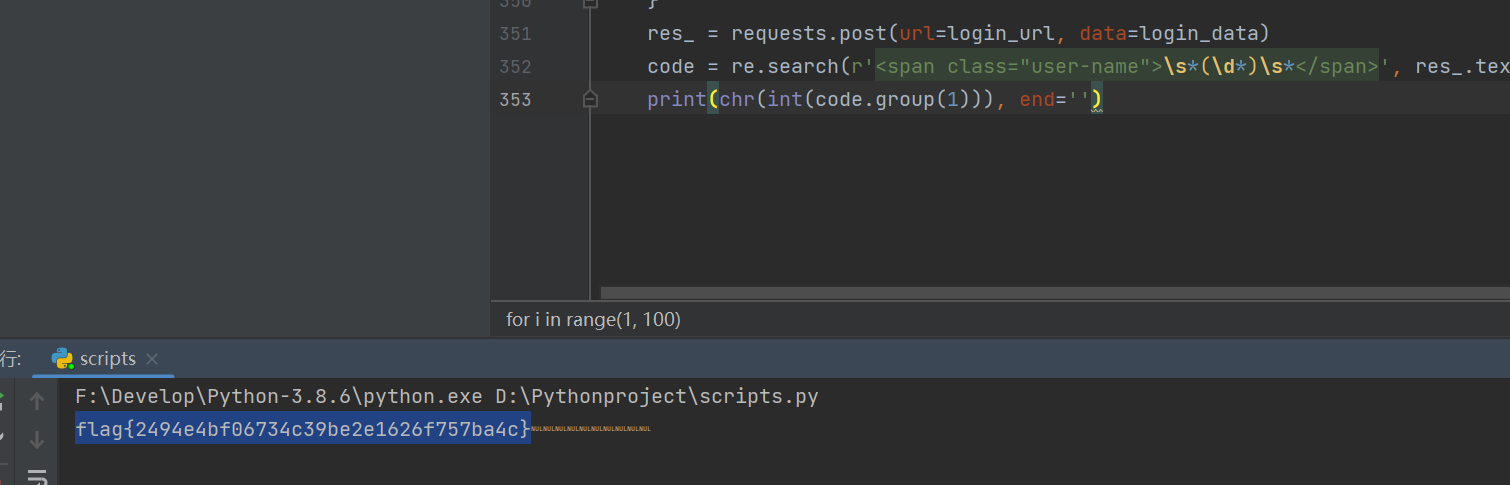 350 }
351 res_ = requests.post(url=login_url, data=login_data)
352 code = re.search(r'<span class="user-name">\s*(\d*)\s*</span>', res_.tex
353 print(chr(int(code.group(1))), end='')
for i in range(1, 100)
行: scripts
F:\Develop\Python-3.8.6\python.exe D:\Pythonproject\scripts.py
flag{2494e4bf06734c39be2e1626f757ba4c}NULNULNULNULNULNULNULNULNULNUL